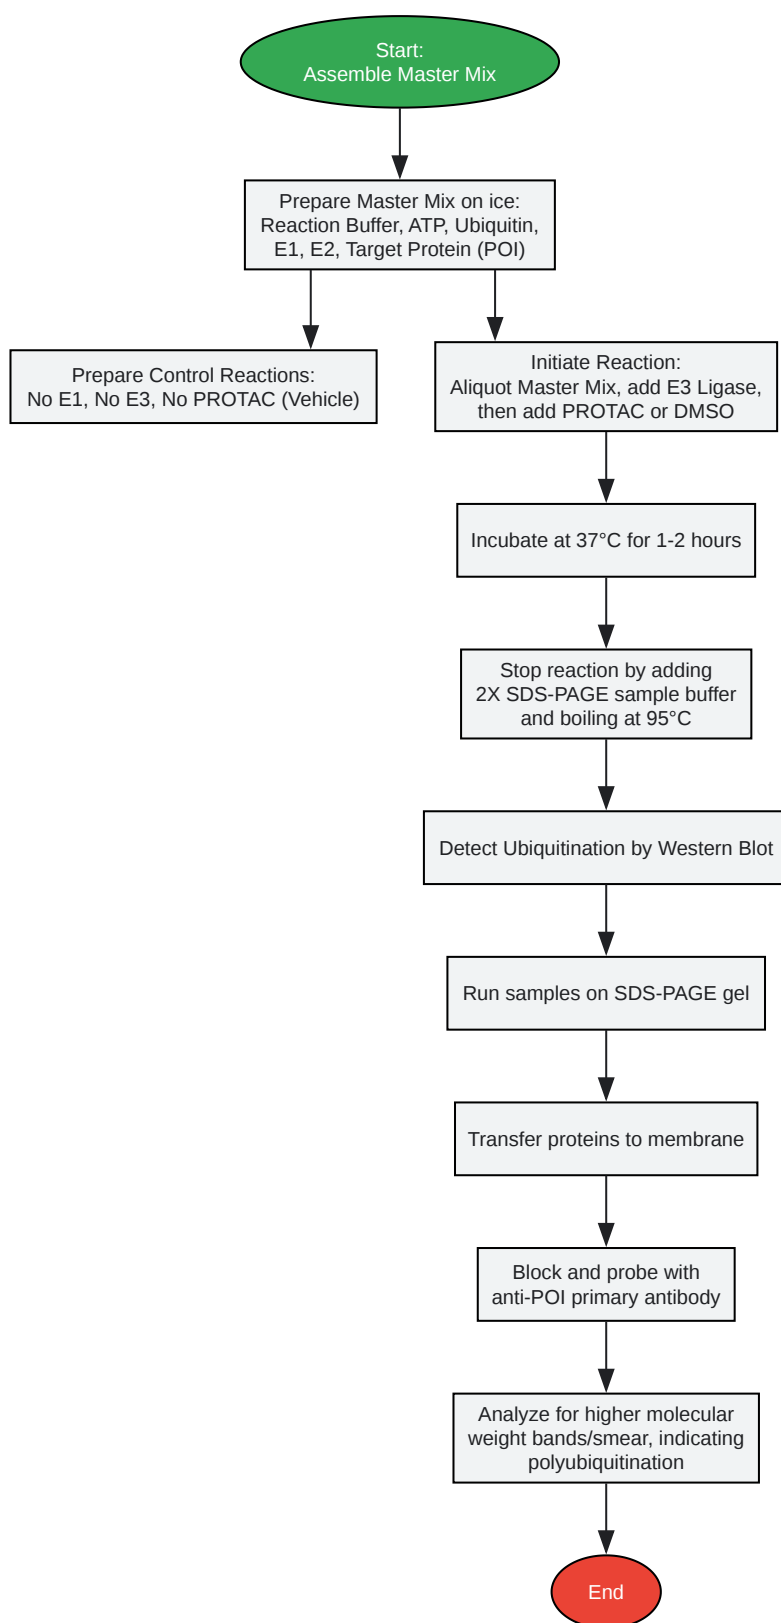 Start:
Assemble Master Mix
Prepare Master Mix on ice:
Reaction Buffer, ATP, Ubiquitin,
E1, E2, Target Protein (POI)
Prepare Control Reactions:
No E1, No E3, No PROTAC (Vehicle)
Initiate Reaction:
Aliquot Master Mix, add E3 Ligase,
then add PROTAC or DMSO
Incubate at 37°C for 1-2 hours
Stop reaction by adding
2X SDS-PAGE sample buffer
and boiling at 95°C
Detect Ubiquitination by Western Blot
Run samples on SDS-PAGE gel
Transfer proteins to membrane
Block and probe with
anti-POI primary antibody
Analyze for higher molecular
weight bands/smear, indicating
polyubiquitination
End